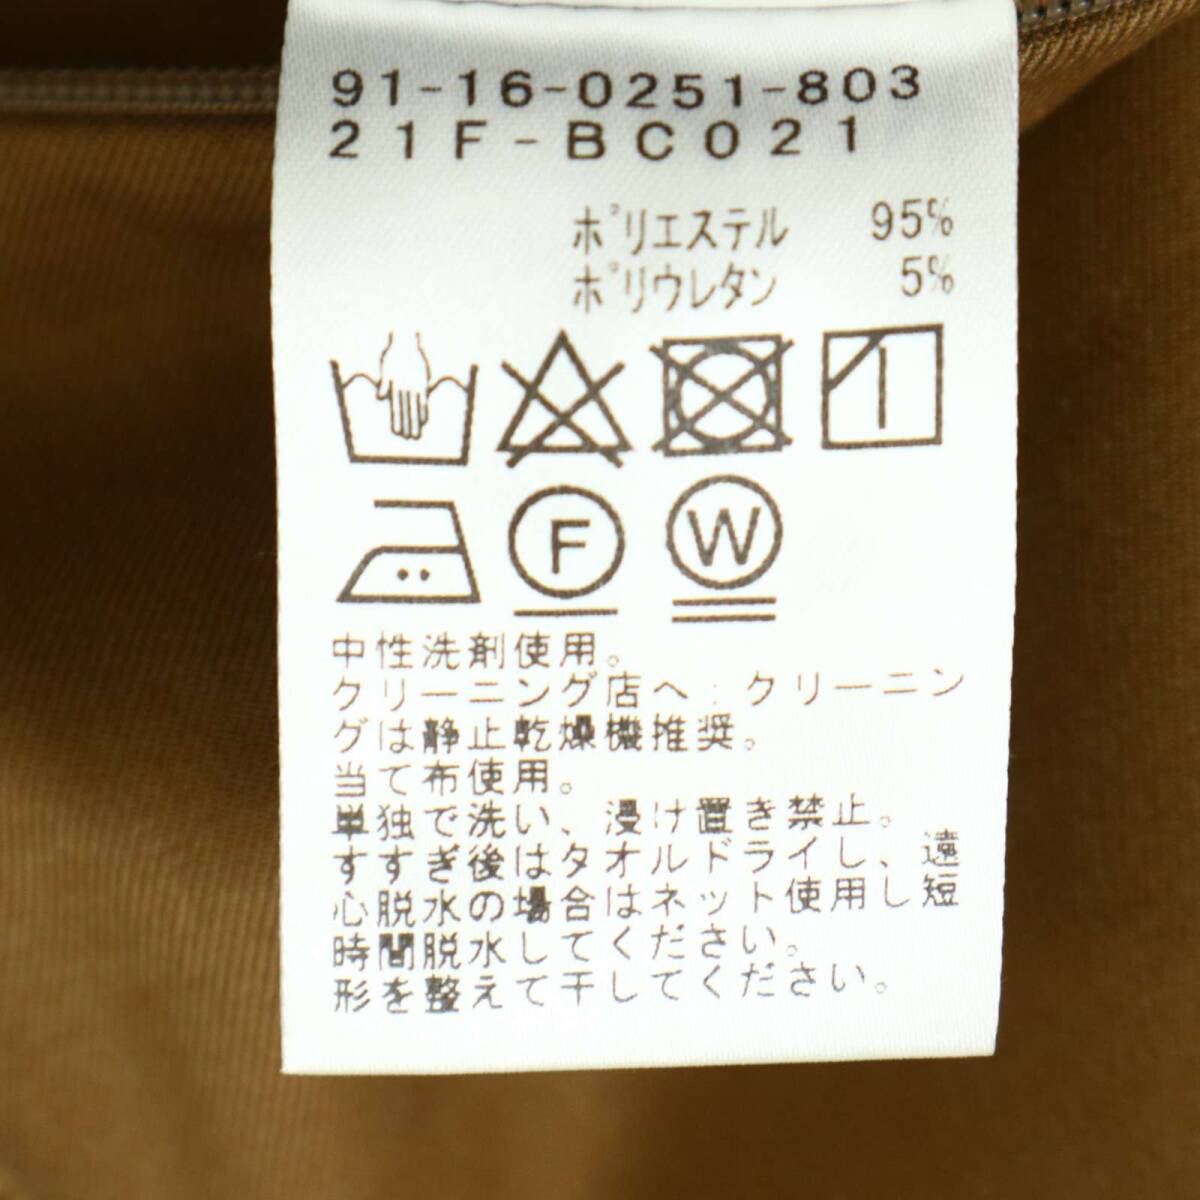 91-16-0251-803
21F-BC021
ポリエステル 95%
ポリウレタン 5%
F W
中性洗剤使用。
クリーニング店へ:クリーニン
グは静止乾燥機推奨。
当て布使用。
単独で洗い、浸け置き禁止。
すすぎ後はタオルドライし、遠
心脱水の場合はネット使用し短
時間脱水してください。
形を整えて干してください。